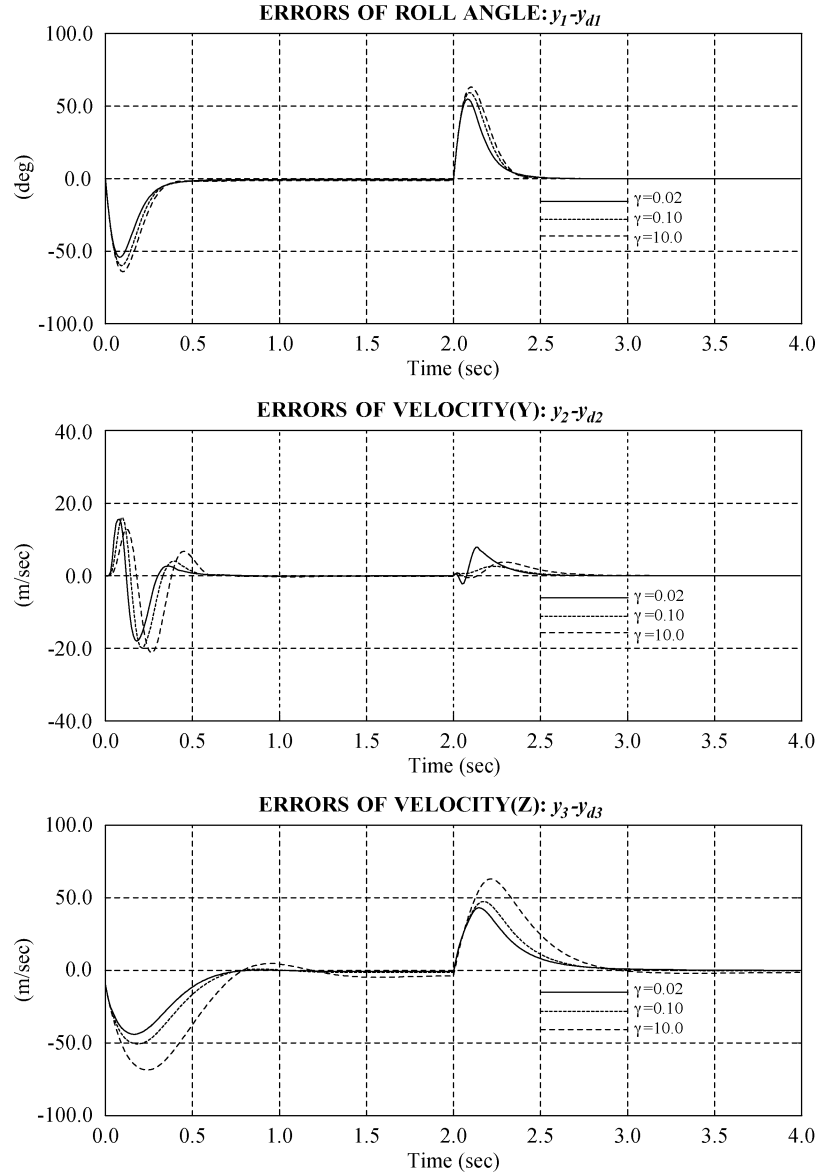 ERRORS OF ROLL ANGLE: y1-yd1
100.0
50.0
0.0
-50.0
-100.0
(deg)
γ=0.02
γ=0.10
γ=10.0
0.0 0.5 1.0 1.5 2.0 2.5 3.0 3.5 4.0
Time (sec)
ERRORS OF VELOCITY(Y): y2-yd2
40.0
20.0
0.0
-20.0
-40.0
(m/sec)
γ=0.02
γ=0.10
γ=10.0
0.0 0.5 1.0 1.5 2.0 2.5 3.0 3.5 4.0
Time (sec)
ERRORS OF VELOCITY(Z): y3-yd3
100.0
50.0
0.0
-50.0
-100.0
(m/sec)
γ=0.02
γ=0.10
γ=10.0
0.0 0.5 1.0 1.5 2.0 2.5 3.0 3.5 4.0
Time (sec)